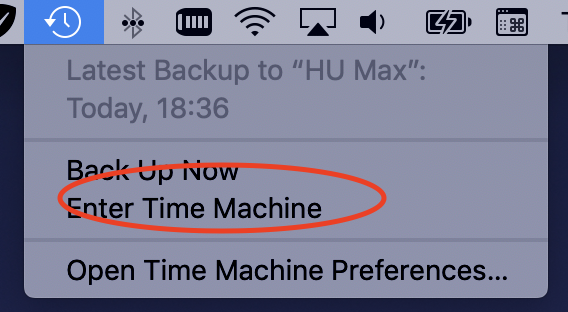 Latest Backup to “HU Max”:
Today, 18:36
Back Up Now
Enter Time Machine
Open Time Machine Preferences...